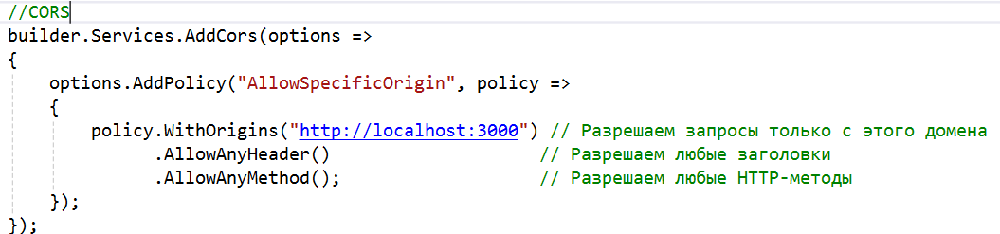 //CORS
builder.Services.AddCors(options =>
{
    options.AddPolicy("AllowSpecificOrigin", policy =>
    {
        policy.WithOrigins("http://localhost:3000") // Разрешаем запросы только с этого домена
              .AllowAnyHeader()                    // Разрешаем любые заголовки
              .AllowAnyMethod();                   // Разрешаем любые HTTP-методы
    });
});